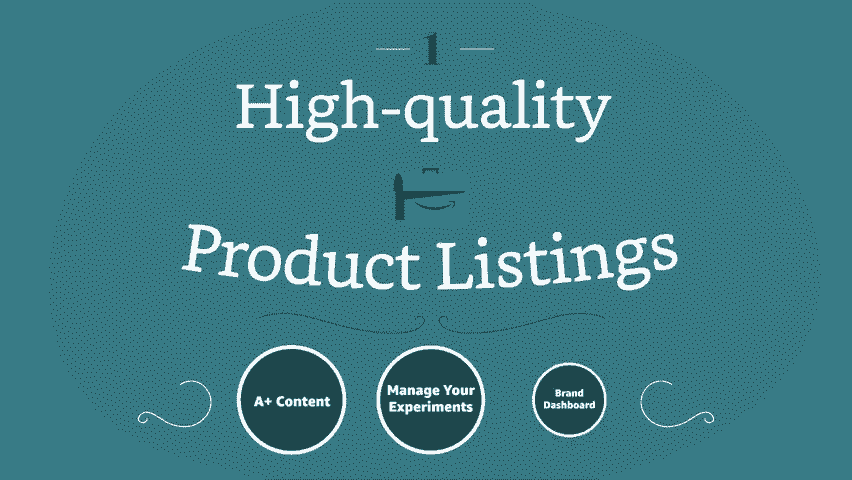 1
High-quality
Product Listings
A+ Content
Manage Your
Experiments
Brand
Dashboard